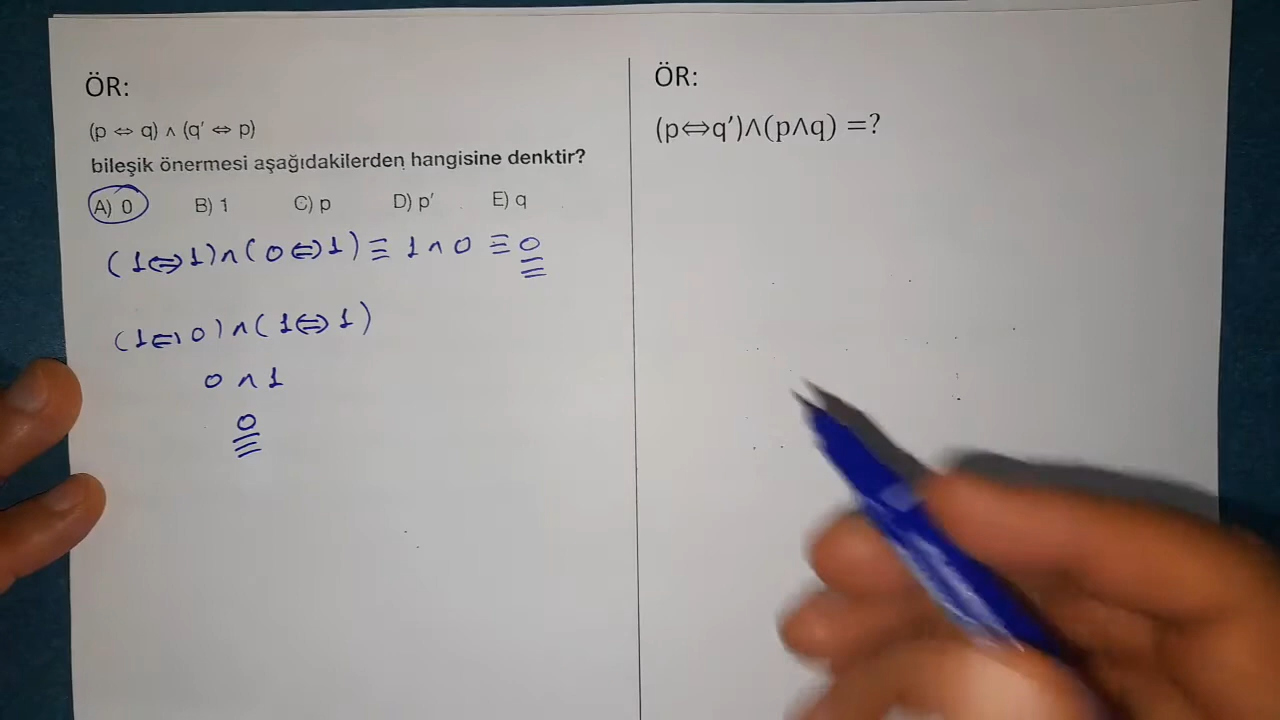 ÖR:
(p ⇔ q) ∧ (q′ ⇔ p)
bileşik önermesi aşağıdakilerden hangisine denktir?
A) 0 B) 1 C) p D) p′ E) q
(1⇔1)∧(0⇔1) ≡ 1∧0 ≡ 0
(1⇔0)∧(1⇔1)
0 ∧ 1
0
ÖR:
(p⇔q′)∧(p∧q) =?